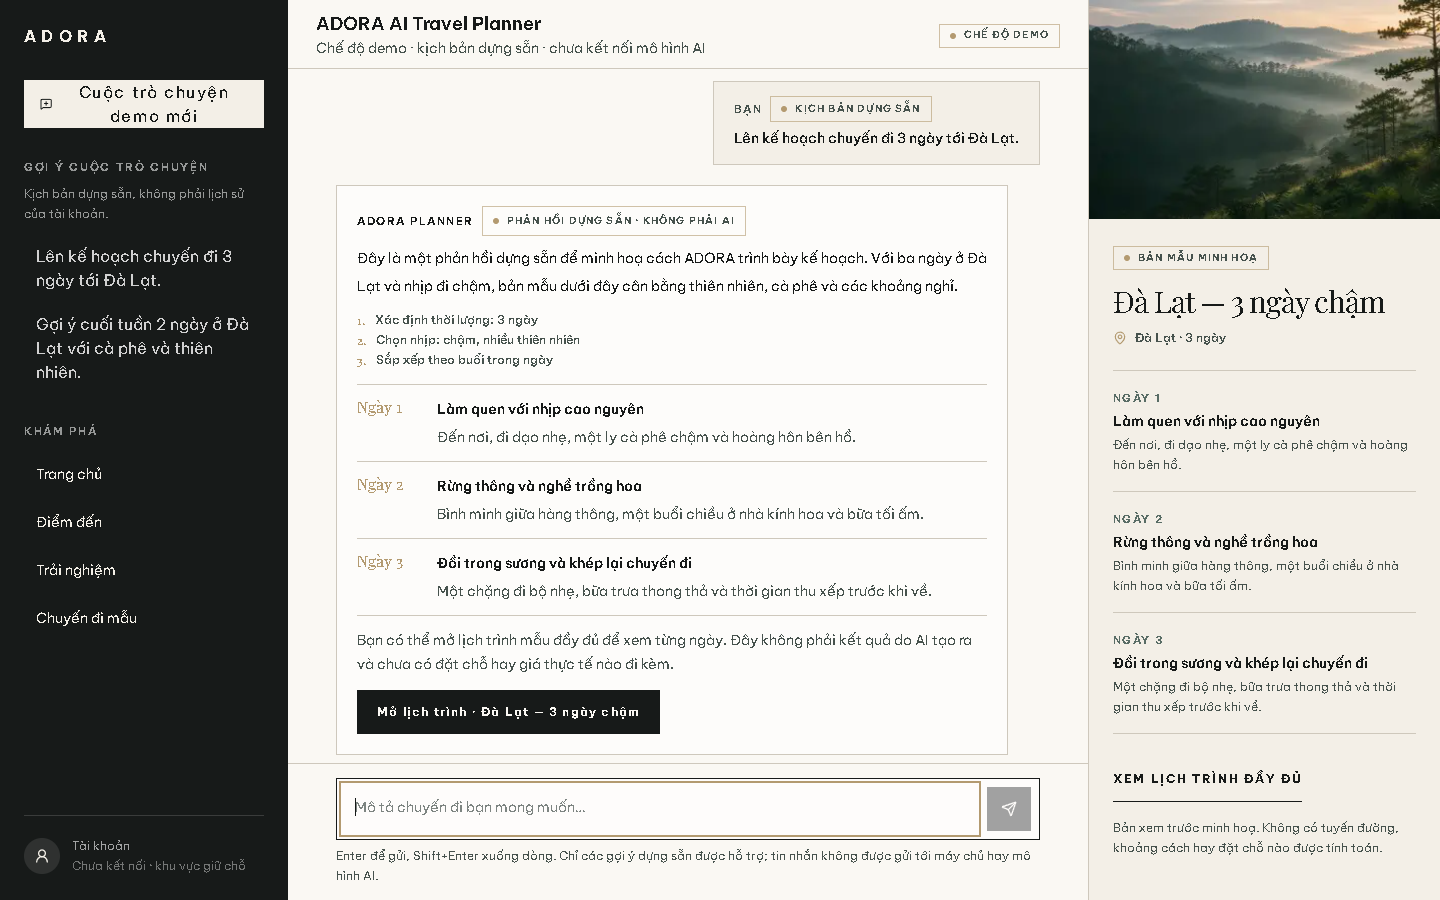 ADORA
Cuộc trò chuyện
demo mới
GỢI Ý CUỘC TRÒ CHUYỆN
Kịch bản dựng sẵn, không phải lịch sử
của tài khoản.
Lên kế hoạch chuyến đi 3
ngày tới Đà Lạt.
Gợi ý cuối tuần 2 ngày ở Đà
Lạt với cà phê và thiên
nhiên.
KHÁM PHÁ
Trang chủ
Điểm đến
Trải nghiệm
Chuyến đi mẫu
Tài khoản
Chưa kết nối · khu vực giữ chỗ
ADORA AI Travel Planner
Chế độ demo · kịch bản dựng sẵn · chưa kết nối mô hình AI
CHẾ ĐỘ DEMO
BẠN KỊCH BẢN DỰNG SẴN
Lên kế hoạch chuyến đi 3 ngày tới Đà Lạt.
ADORA PLANNER PHẢN HỒI DỰNG SẴN · KHÔNG PHẢI AI
Đây là một phản hồi dựng sẵn để minh hoạ cách ADORA trình bày kế hoạch. Với ba ngày ở Đà
Lạt và nhịp đi chậm, bản mẫu dưới đây cân bằng thiên nhiên, cà phê và các khoảng nghỉ.
1. Xác định thời lượng: 3 ngày
2. Chọn nhịp: chậm, nhiều thiên nhiên
3. Sắp xếp theo buổi trong ngày
Ngày 1 Làm quen với nhịp cao nguyên
Đến nơi, đi dạo nhẹ, một ly cà phê chậm và hoàng hôn bên hồ.
Ngày 2 Rừng thông và nghề trồng hoa
Bình minh giữa hàng thông, một buổi chiều ở nhà kính hoa và bữa tối ấm.
Ngày 3 Đồi trong sương và khép lại chuyến đi
Một chặng đi bộ nhẹ, bữa trưa thong thả và thời gian thu xếp trước khi về.
Bạn có thể mở lịch trình mẫu đầy đủ để xem từng ngày. Đây không phải kết quả do AI tạo ra
và chưa có đặt chỗ hay giá thực tế nào đi kèm.
Mở lịch trình · Đà Lạt — 3 ngày chậm
Mô tả chuyến đi bạn mong muốn...
Enter để gửi, Shift+Enter xuống dòng. Chỉ các gợi ý dựng sẵn được hỗ trợ; tin nhắn không được gửi tới máy chủ hay mô
hình AI.
BẢN MẪU MINH HOẠ
Đà Lạt — 3 ngày chậm
Đà Lạt · 3 ngày
NGÀY 1
Làm quen với nhịp cao nguyên
Đến nơi, đi dạo nhẹ, một ly cà phê chậm và hoàng
hôn bên hồ.
NGÀY 2
Rừng thông và nghề trồng hoa
Bình minh giữa hàng thông, một buổi chiều ở nhà
kính hoa và bữa tối ấm.
NGÀY 3
Đồi trong sương và khép lại chuyến đi
Một chặng đi bộ nhẹ, bữa trưa thong thả và thời
gian thu xếp trước khi về.
XEM LỊCH TRÌNH ĐẦY ĐỦ
Bản xem trước minh hoạ. Không có tuyến đường,
khoảng cách hay đặt chỗ nào được tính toán.